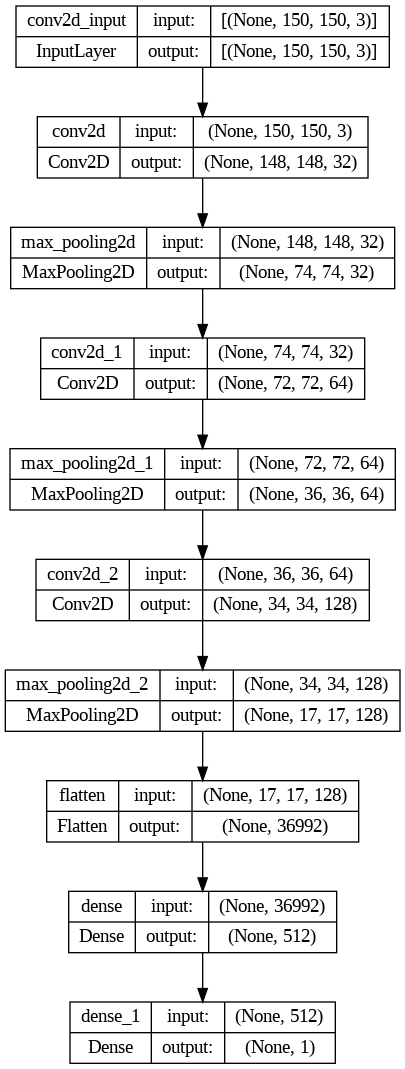 conv2d_input input: [(None, 150, 150, 3)]
InputLayer output: [(None, 150, 150, 3)]
conv2d input: (None, 150, 150, 3)
Conv2D output: (None, 148, 148, 32)
max_pooling2d input: (None, 148, 148, 32)
MaxPooling2D output: (None, 74, 74, 32)
conv2d_1 input: (None, 74, 74, 32)
Conv2D output: (None, 72, 72, 64)
max_pooling2d_1 input: (None, 72, 72, 64)
MaxPooling2D output: (None, 36, 36, 64)
conv2d_2 input: (None, 36, 36, 64)
Conv2D output: (None, 34, 34, 128)
max_pooling2d_2 input: (None, 34, 34, 128)
MaxPooling2D output: (None, 17, 17, 128)
flatten input: (None, 17, 17, 128)
Flatten output: (None, 36992)
dense input: (None, 36992)
Dense output: (None, 512)
dense_1 input: (None, 512)
Dense output: (None, 1)